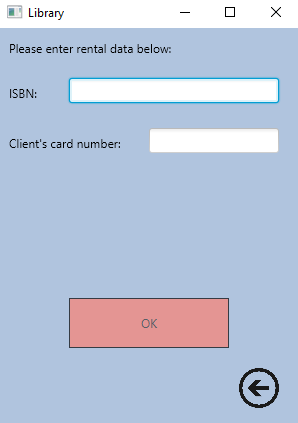 Library
Please enter rental data below:
ISBN:
Client's card number:
OK